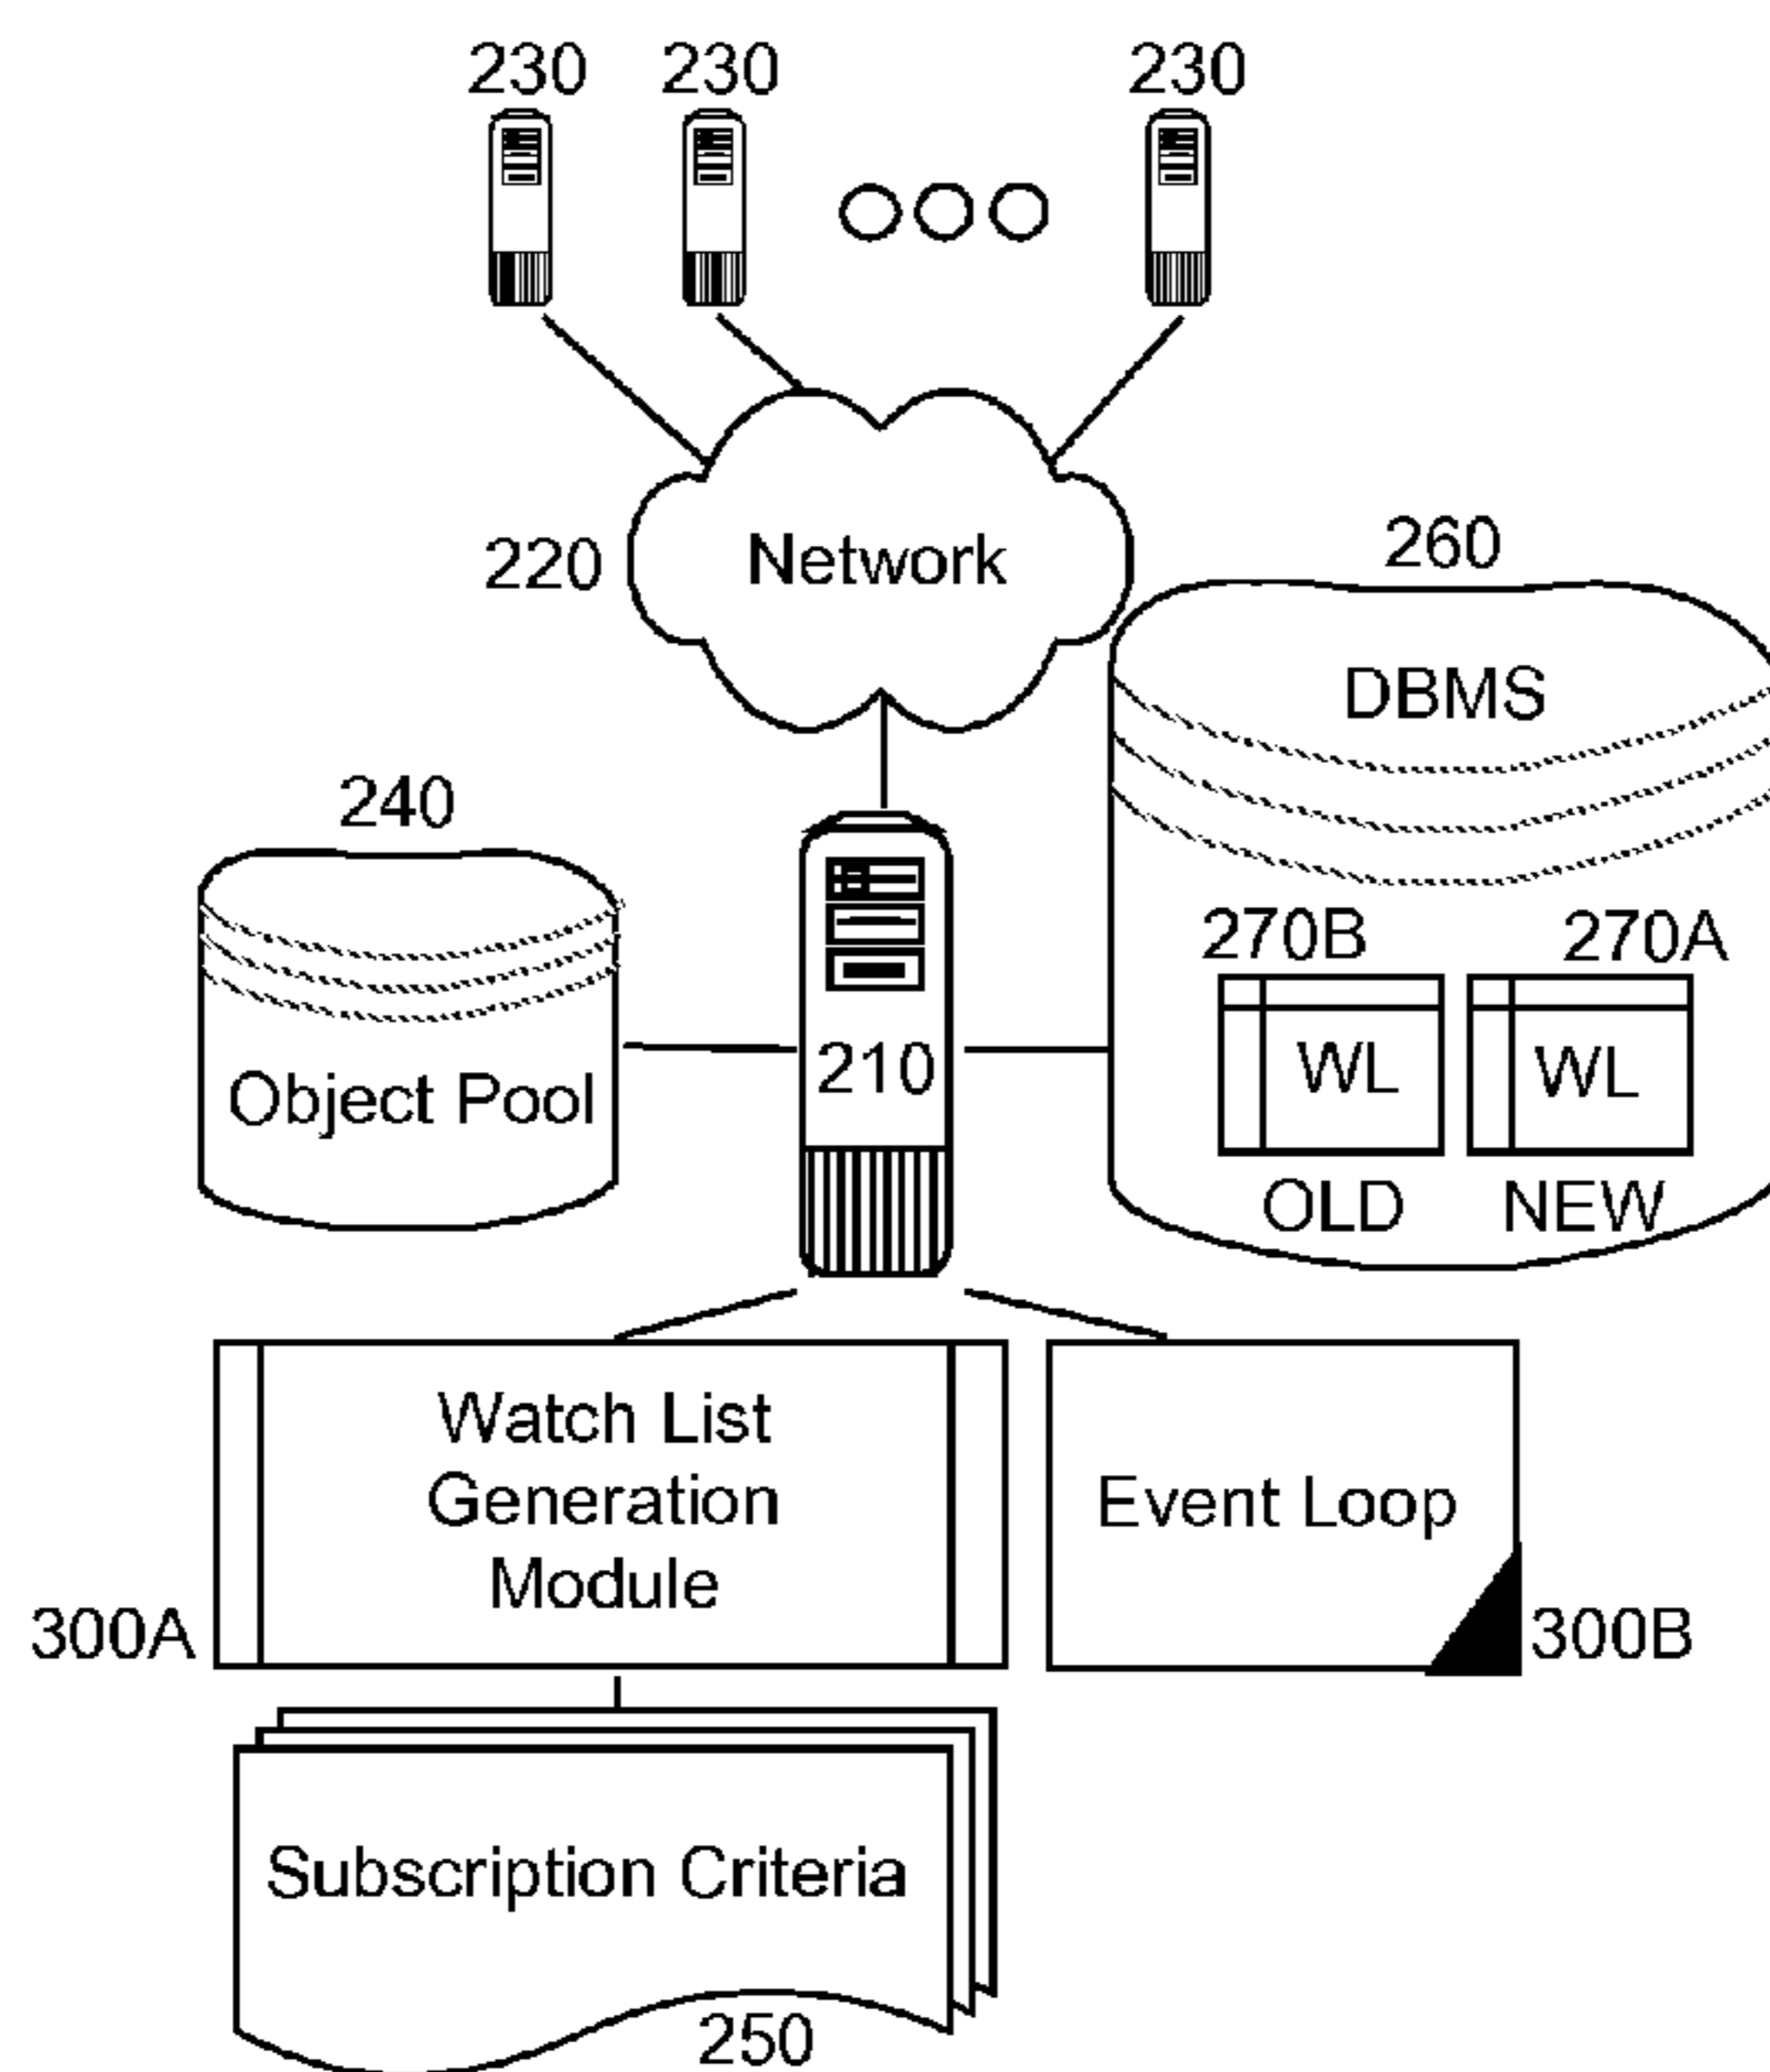 230 230 230
220 Network
260
DBMS
240
270B 270A
210
WL WL
Object Pool
OLD NEW
Watch List
Generation
Module
Event Loop
300A
300B
Subscription Criteria
250